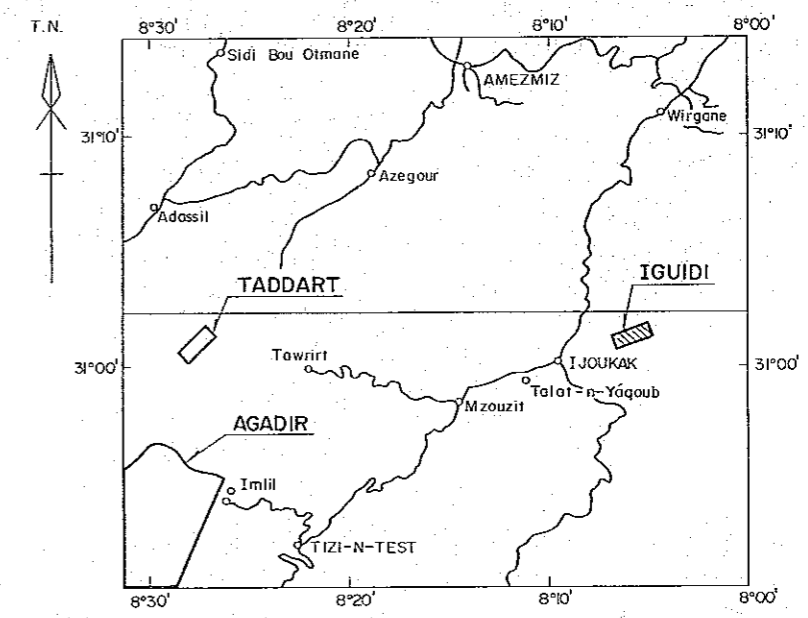 T.N.
8°30'
8°20'
8°10'
8°00'
Sidi Bou Otmane
AMEZMIZ
Wirgane
31°10'
31°10'
Azegour
Adassil
TADDART
IGUIDI
31°00'
Tawrirt
IJOUKAK
31°00'
Talat-n-Yágoub
Mzouzit
AGADIR
Imlil
TIZI-N-TEST
8°30'
8°20'
8°10'
8°00'